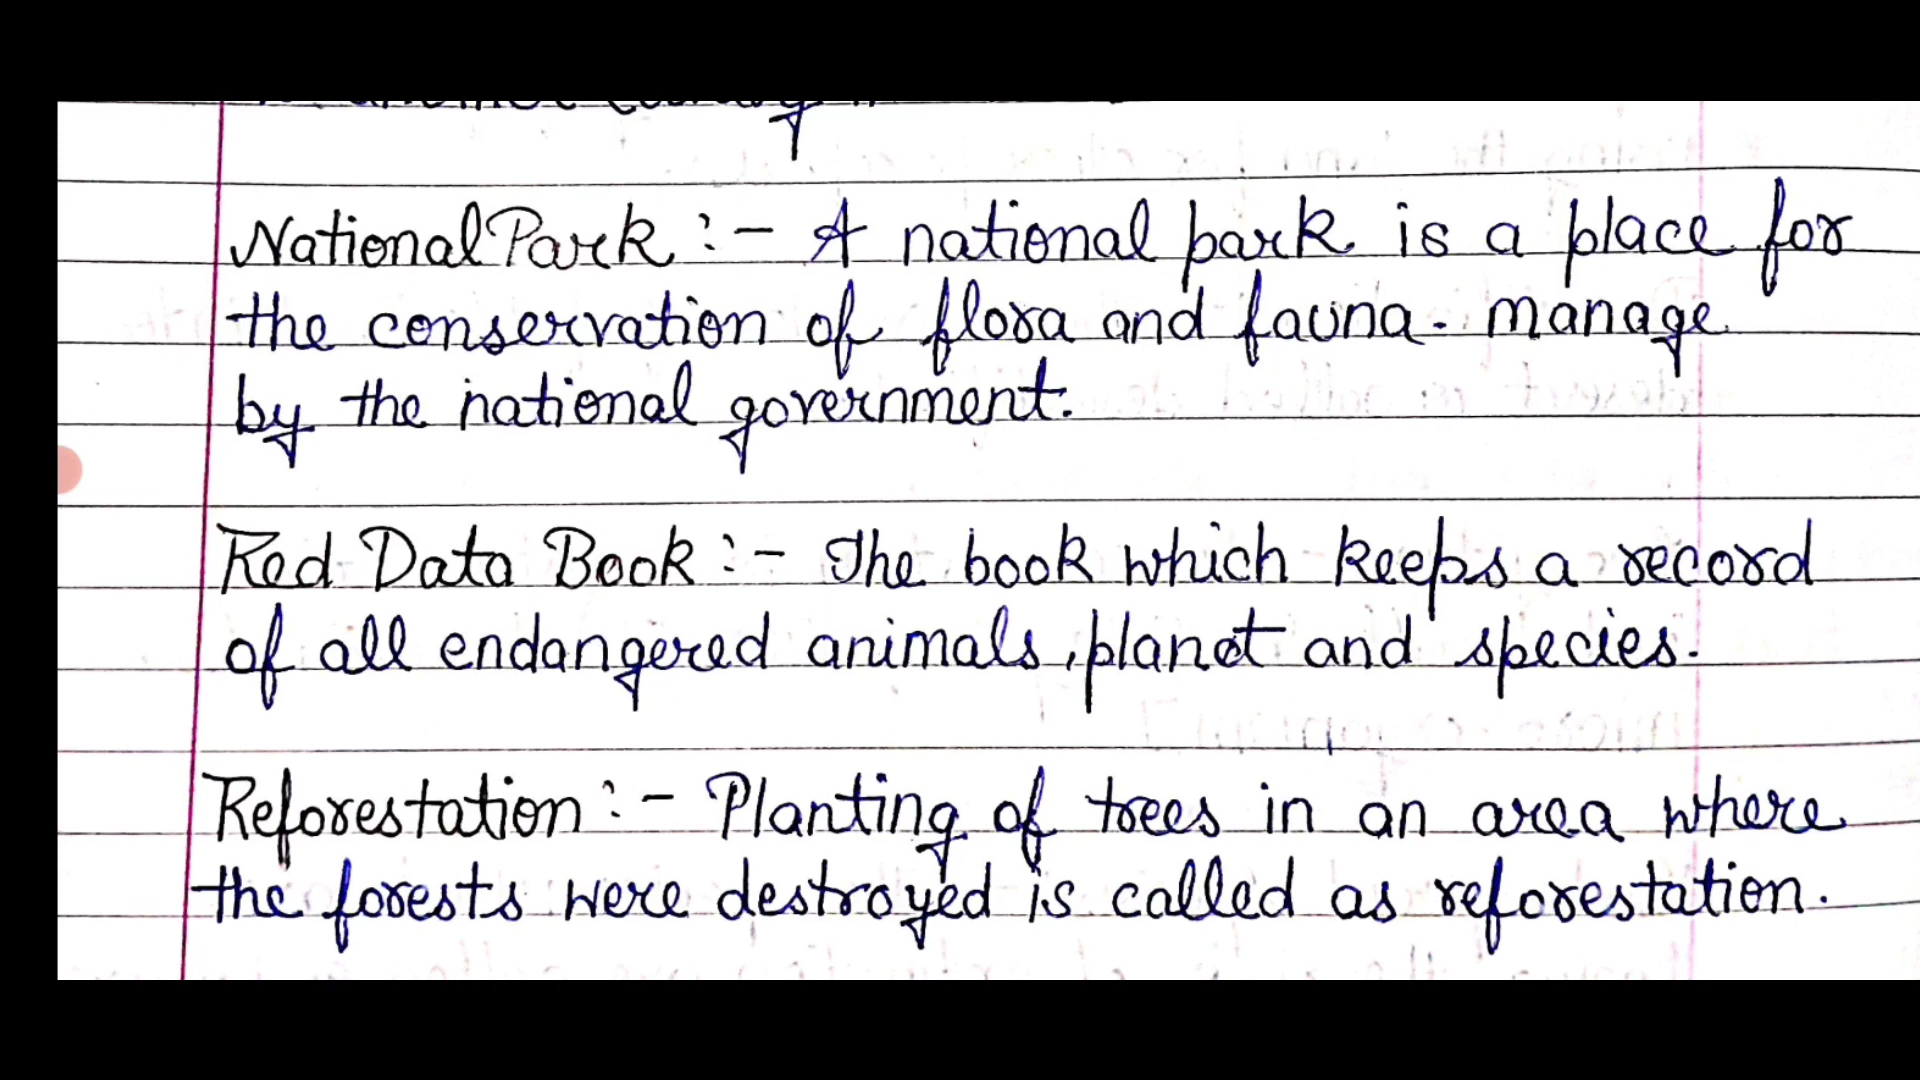 National Park :- A national park is a place for
the conservation of flora and fauna. manage
by the national government.
Red Data Book :- The book which keeps a record
of all endangered animals, planet and species.
Reforestation :- Planting of trees in an area where
the forests were destroyed is called as reforestation.